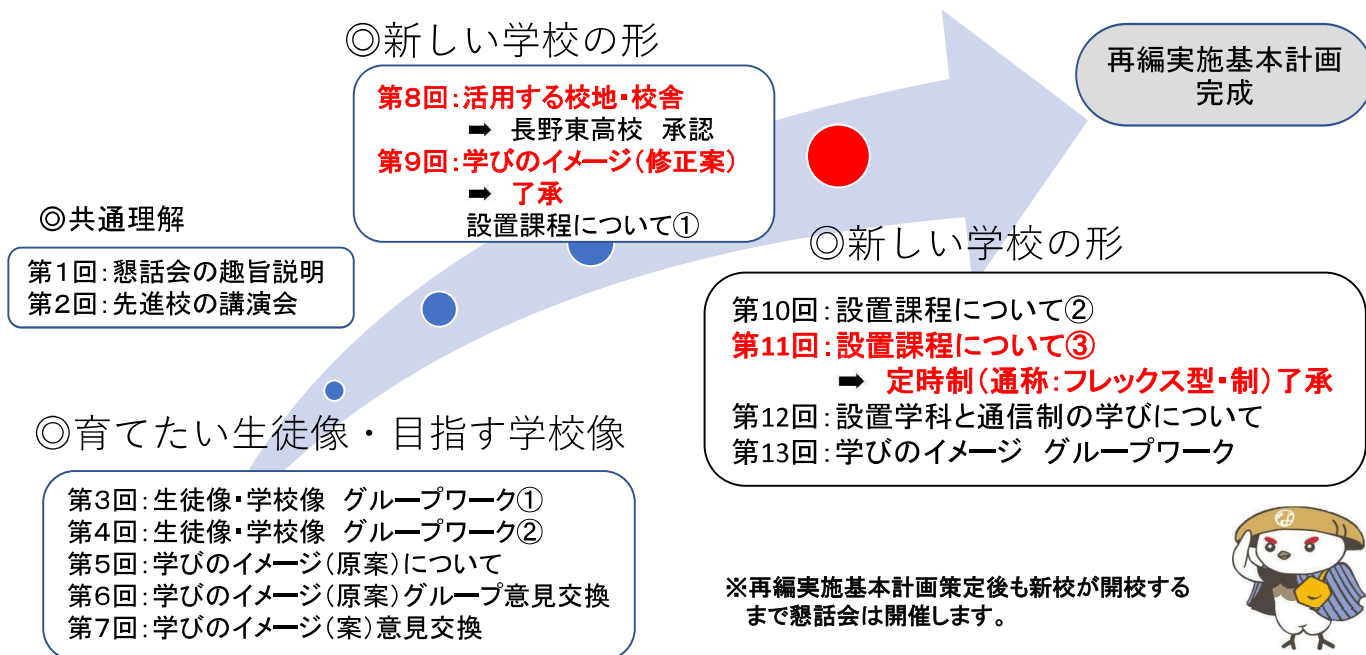 ◎共通理解
第1回:懇話会の趣旨説明
第2回:先進校の講演会
◎育てたい生徒像・目指す学校像
第3回:生徒像・学校像 グループワーク①
第4回:生徒像・学校像 グループワーク②
第5回:学びのイメージ(原案)について
第6回:学びのイメージ(原案)グループ意見交換
第7回:学びのイメージ(案)意見交換
◎新しい学校の形
第8回:活用する校地・校舎
➡ 長野東高校 承認
第9回:学びのイメージ(修正案)
➡ 了承
設置課程について①
◎新しい学校の形
第10回:設置課程について②
第11回:設置課程について③
➡ 定時制(通称:フレックス型・制)了承
第12回:設置学科と通信制の学びについて
第13回:学びのイメージ グループワーク
再編実施基本計画
完成
※再編実施基本計画策定後も新校が開校する
まで懇話会は開催します。